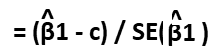 = (β̂1 - c) / SE(β̂1 )